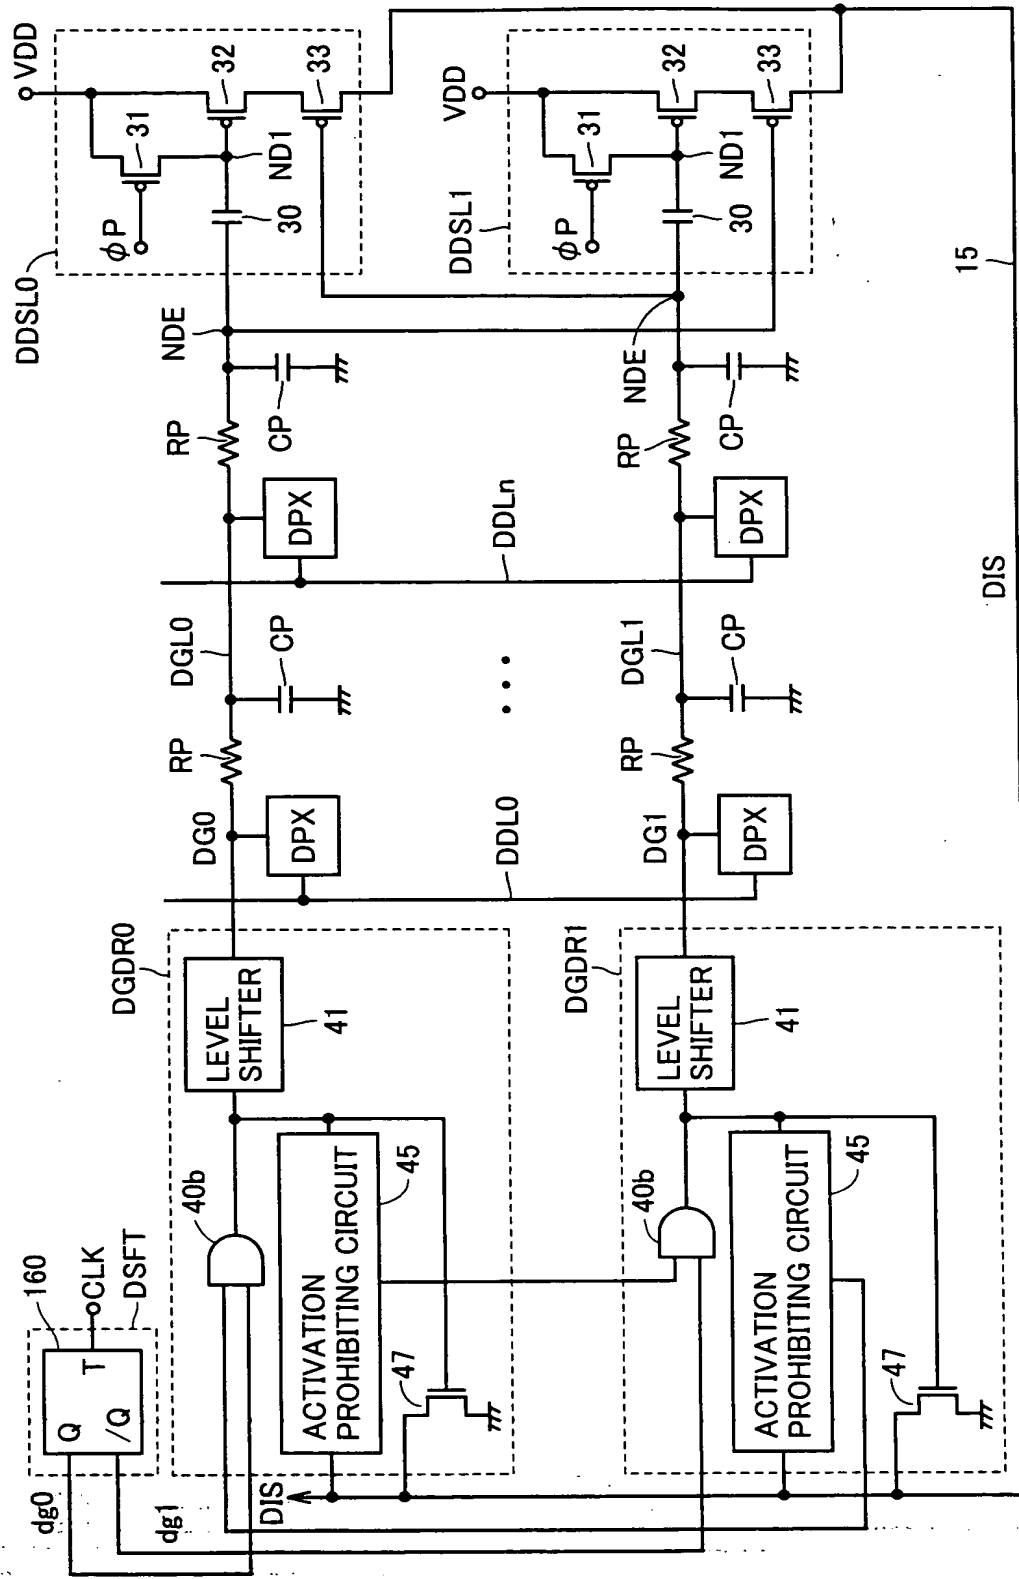 160
Q
/Q
T
CLK
DSFT
dg0
dg1
DIS
DGDR0
40b
LEVEL
SHIFTER
41
ACTIVATION
PROHIBITING CIRCUIT
45
47
DG0
DPX
DDL0
RP
CP
DGL0
DPX
DDLn
RP
CP
NDE
DDSL0
VDD
31
φP
ND1
30
32
33
DGDR1
40b
LEVEL
SHIFTER
41
ACTIVATION
PROHIBITING CIRCUIT
45
47
DG1
DPX
RP
CP
DGL1
DPX
RP
CP
NDE
DDSL1
VDD
31
φP
ND1
30
32
33
DIS
15